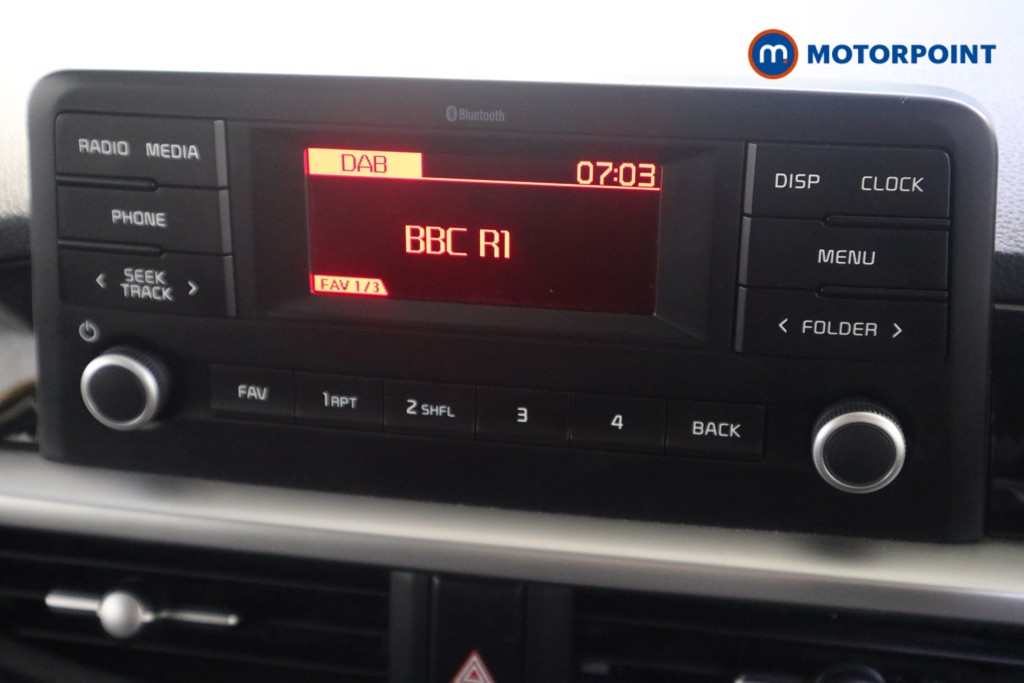 m MOTORPOINT
Bluetooth
RADIO MEDIA
PHONE
< SEEK TRACK >
DAB 07:03
BBC R1
FAV 1/3
DISP CLOCK
MENU
< FOLDER >
FAV 1 RPT 2 SHFL 3 4 BACK